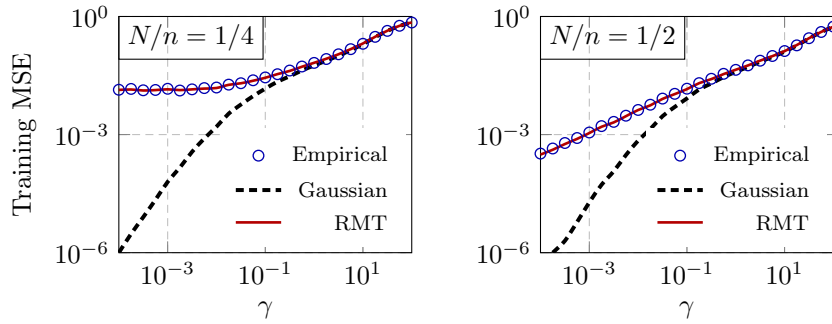 N/n = 1/4
Training MSE
10^0
10^−3
10^−6
Empirical
Gaussian
RMT
10^−3 10^−1 10^1
γ
N/n = 1/2
10^0
10^−3
10^−6
Empirical
Gaussian
RMT
10^−3 10^−1 10^1
γ